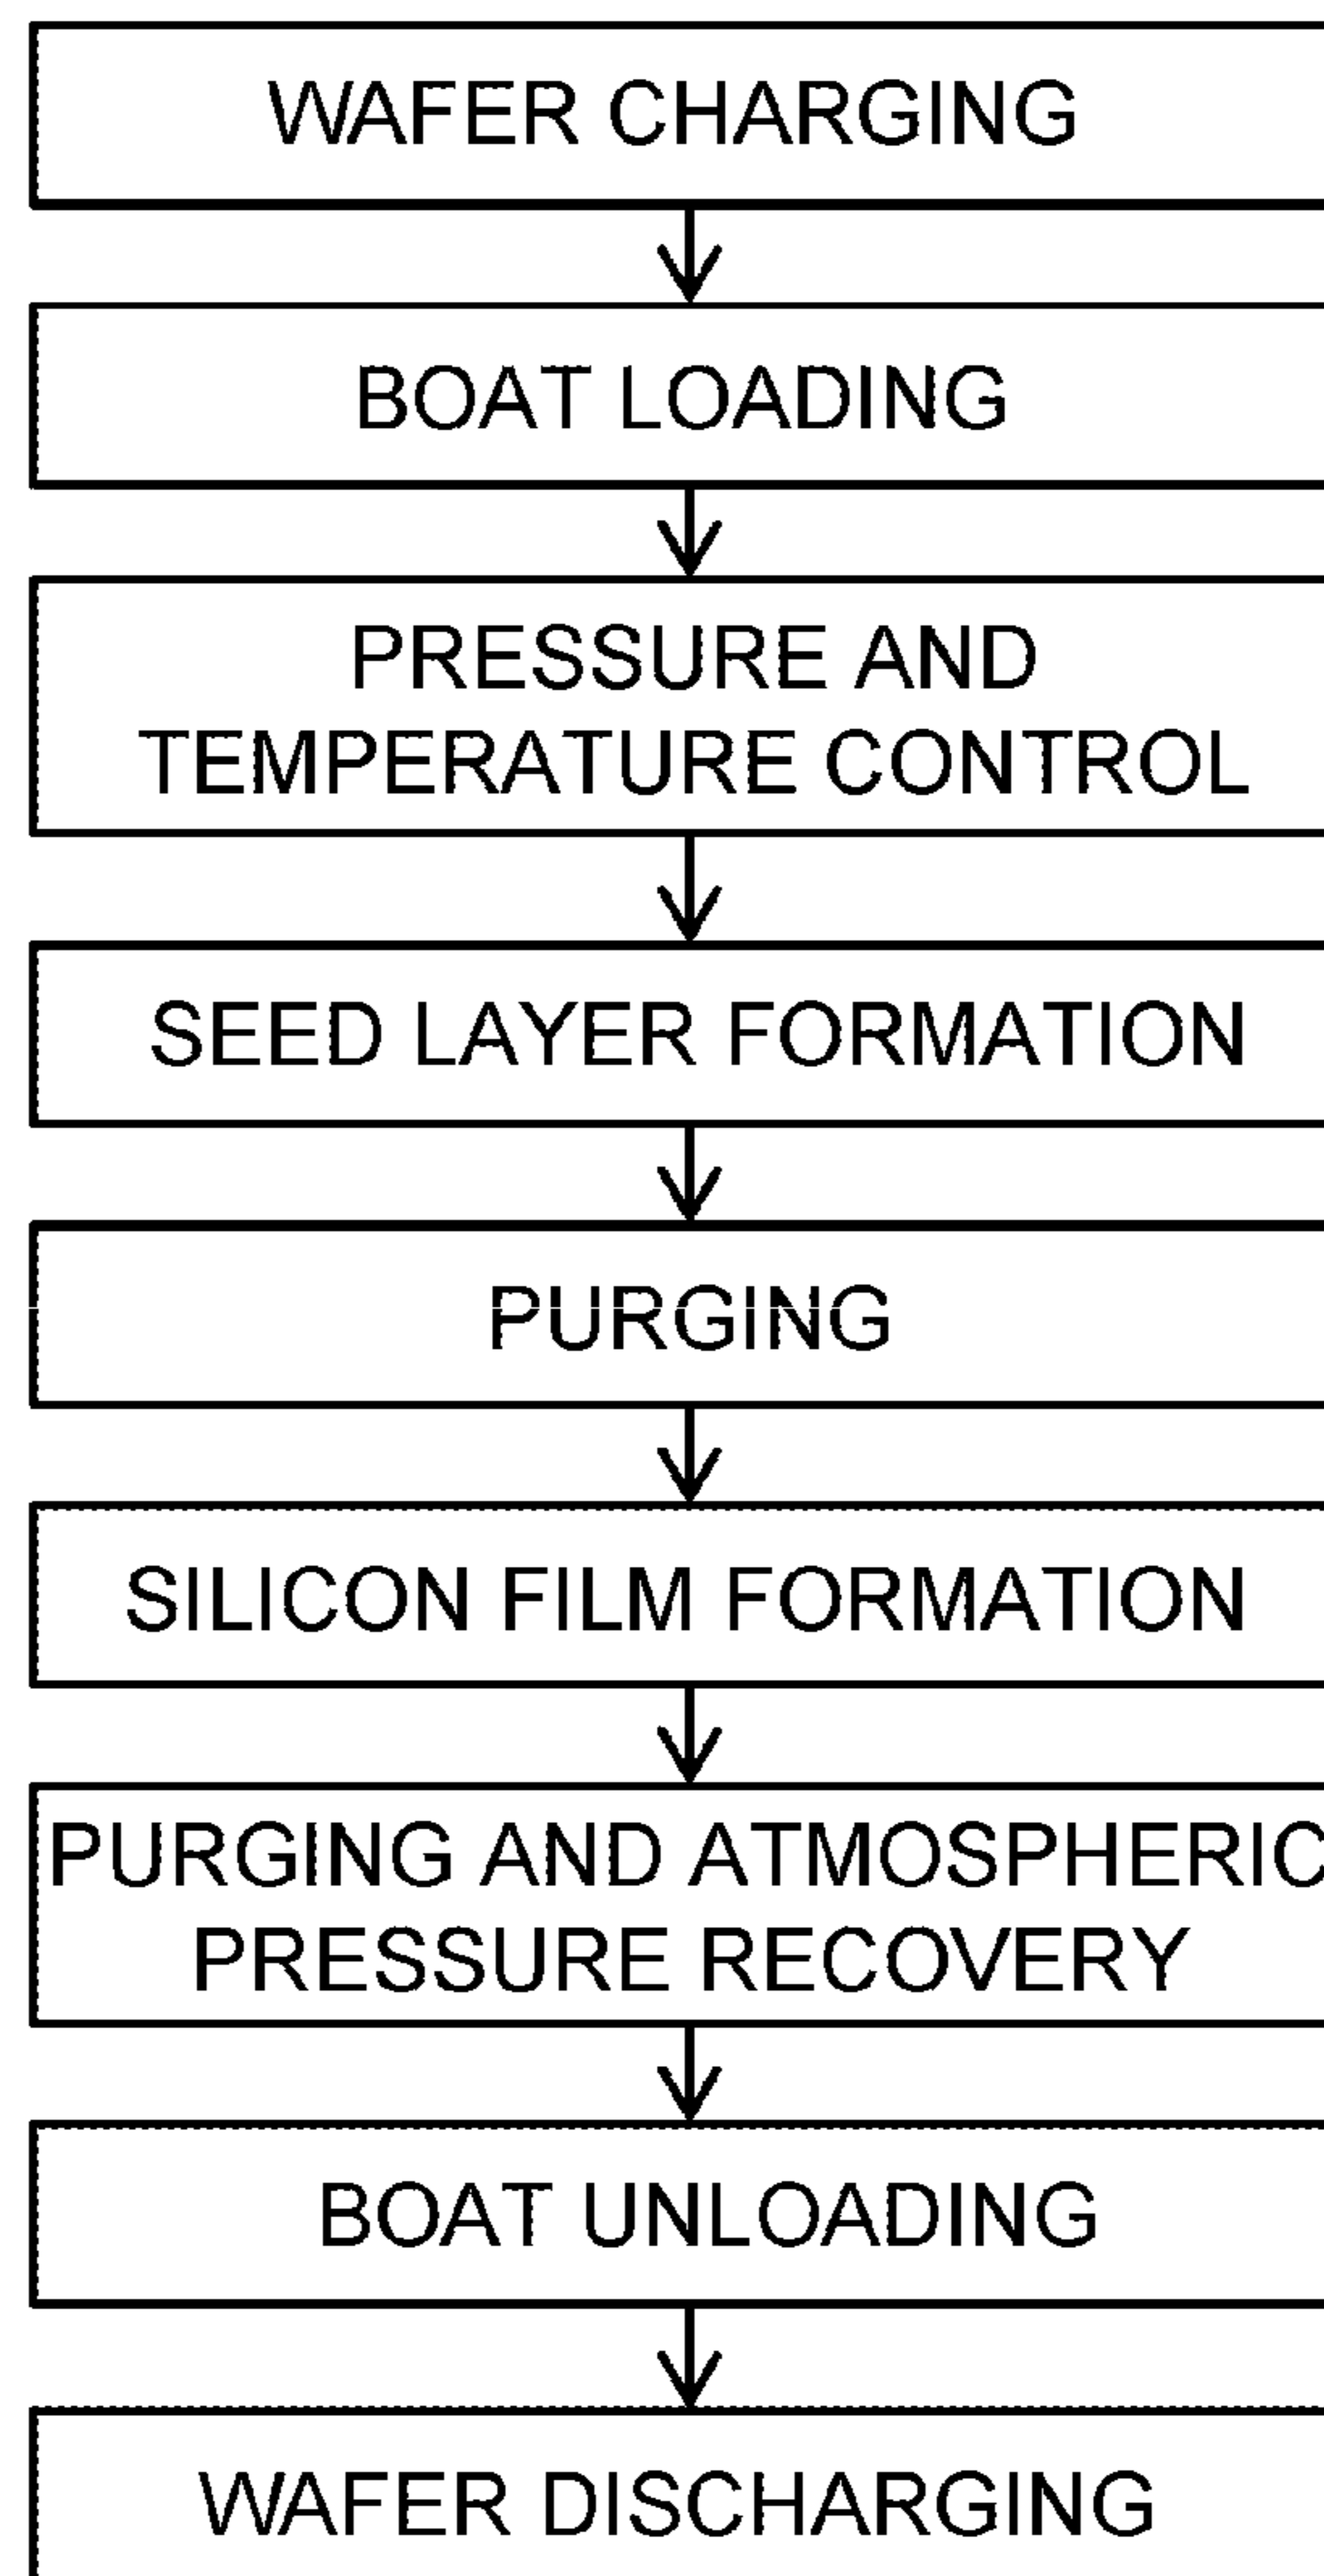 WAFER CHARGING
BOAT LOADING
PRESSURE AND
TEMPERATURE CONTROL
SEED LAYER FORMATION
PURGING
SILICON FILM FORMATION
PURGING AND ATMOSPHERIC
PRESSURE RECOVERY
BOAT UNLOADING
WAFER DISCHARGING